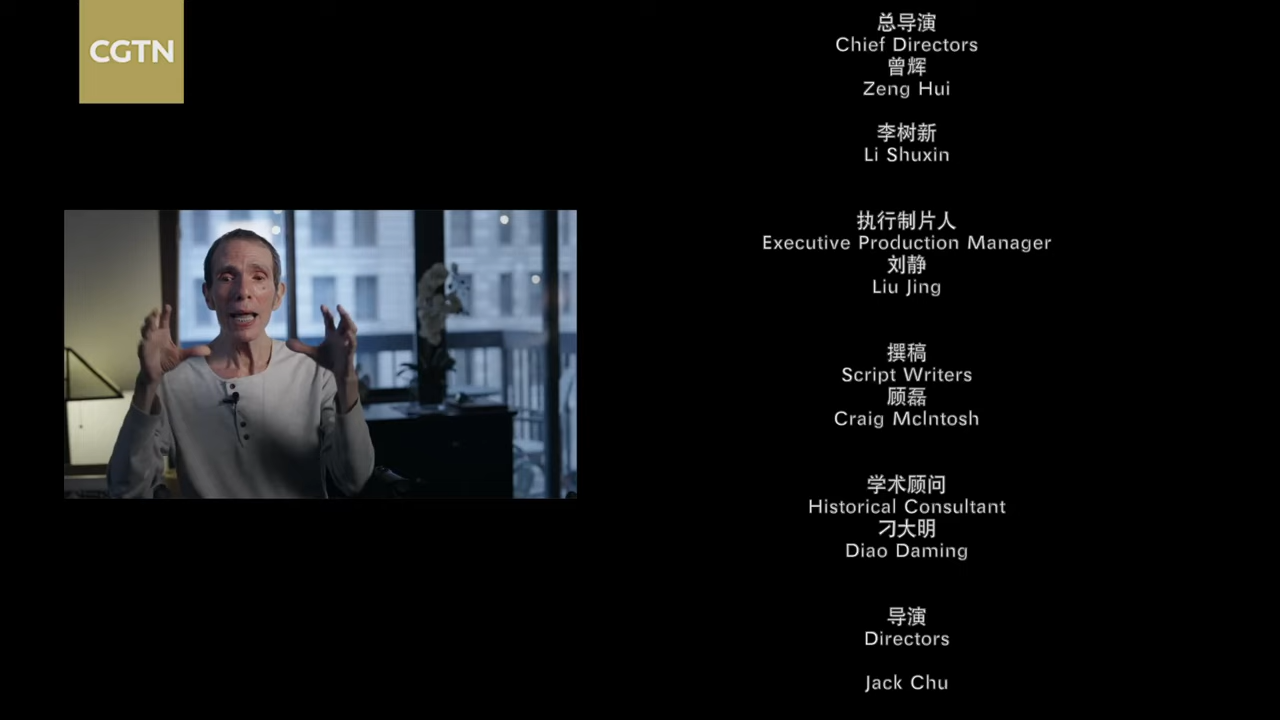 CGTN
总导演
Chief Directors
曾辉
Zeng Hui
李树新
Li Shuxin
执行制片人
Executive Production Manager
刘静
Liu Jing
撰稿
Script Writers
顾磊
Craig McIntosh
学术顾问
Historical Consultant
刁大明
Diao Daming
导演
Directors
Jack Chu